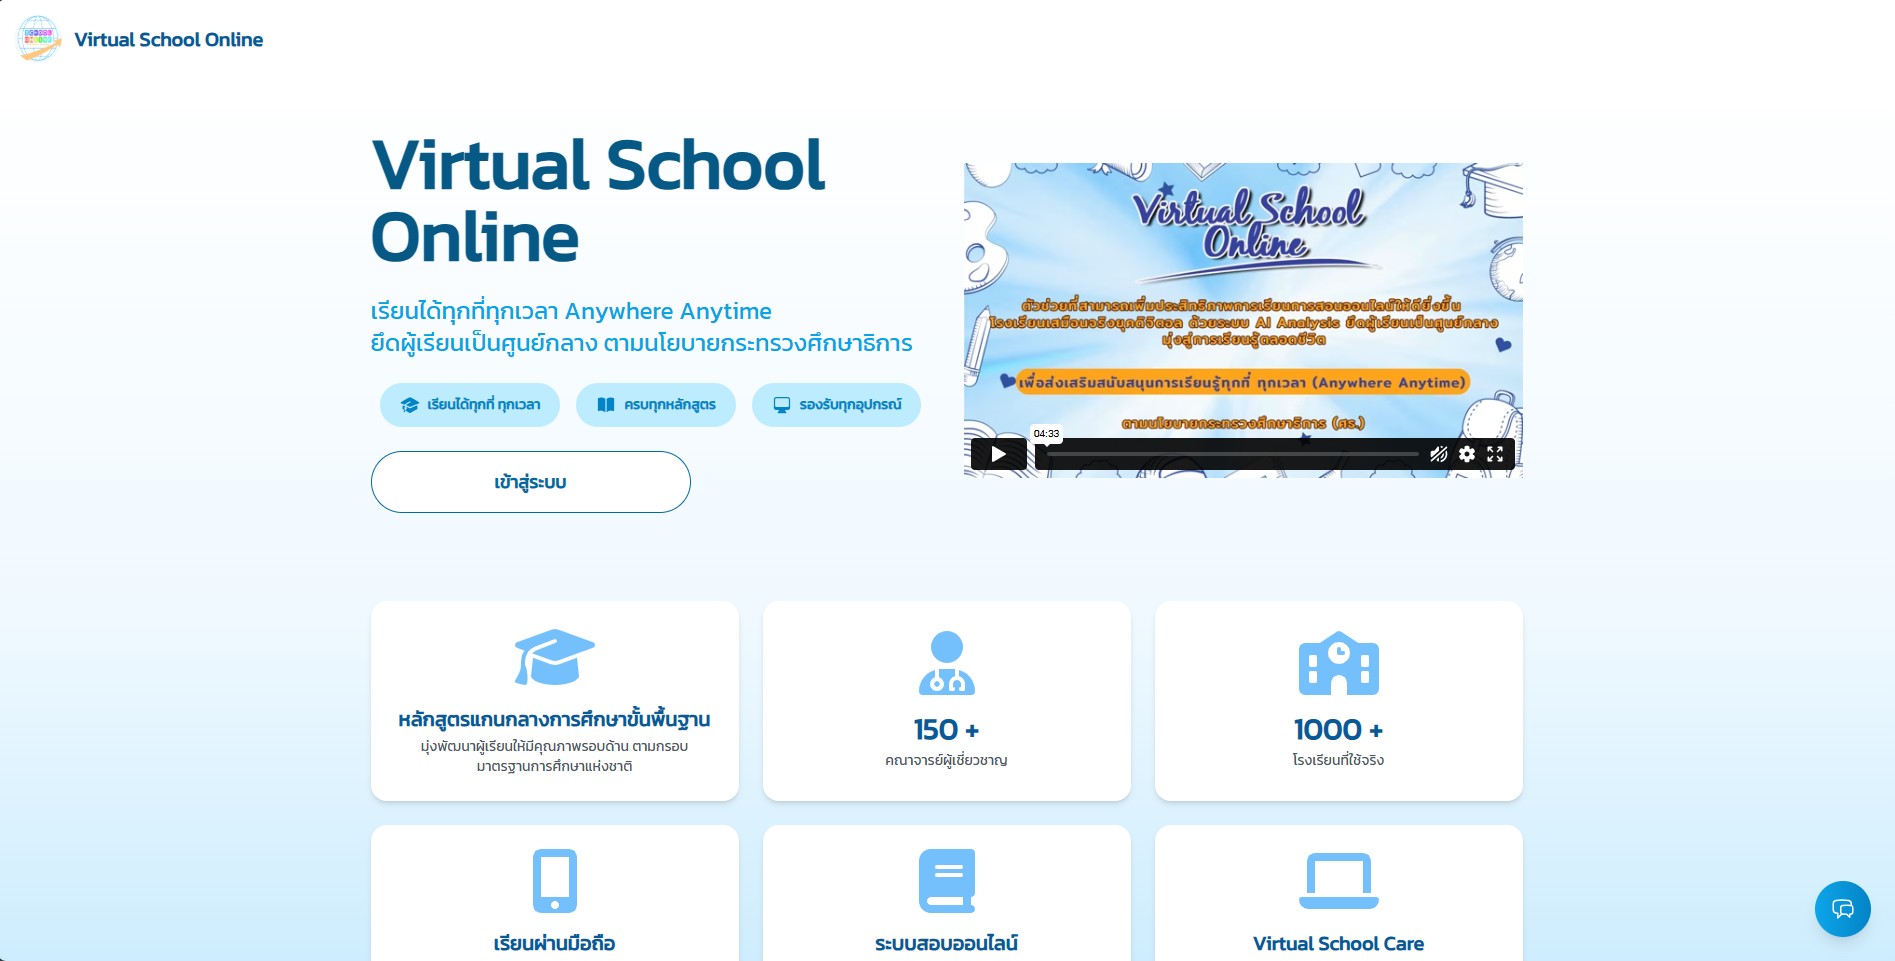 Virtual School Online
Virtual School
Online
เรียนได้ทุกที่ทุกเวลา Anywhere Anytime
ยึดผู้เรียนเป็นศูนย์กลาง ตามนโยบายกระทรวงศึกษาธิการ
เรียนได้ทุกที่ ทุกเวลา
ครบทุกหลักสูตร
รองรับทุกอุปกรณ์
เข้าสู่ระบบ
Virtual School
Online
ตัวช่วยที่สามารถเพิ่มประสิทธิภาพการเรียนการสอนออนไลน์ให้ดียิ่งขึ้น
โรงเรียนเสมือนจริงยุคดิจิตอล ด้วยระบบ AI Analysis ยึดผู้เรียนเป็นศูนย์กลาง
มุ่งสู่การเรียนรู้ตลอดชีวิต
เพื่อส่งเสริมสนับสนุนการเรียนรู้ทุกที่ ทุกเวลา (Anywhere Anytime)
ตามนโยบายกระทรวงศึกษาธิการ (ศธ.)
04:33
หลักสูตรแกนกลางการศึกษาขั้นพื้นฐาน
มุ่งพัฒนาผู้เรียนให้มีคุณภาพรอบด้าน ตามกรอบ
มาตรฐานการศึกษาแห่งชาติ
150 +
คณาจารย์ผู้เชี่ยวชาญ
1000 +
โรงเรียนที่ใช้จริง
เรียนผ่านมือถือ
ระบบสอบออนไลน์
Virtual School Care